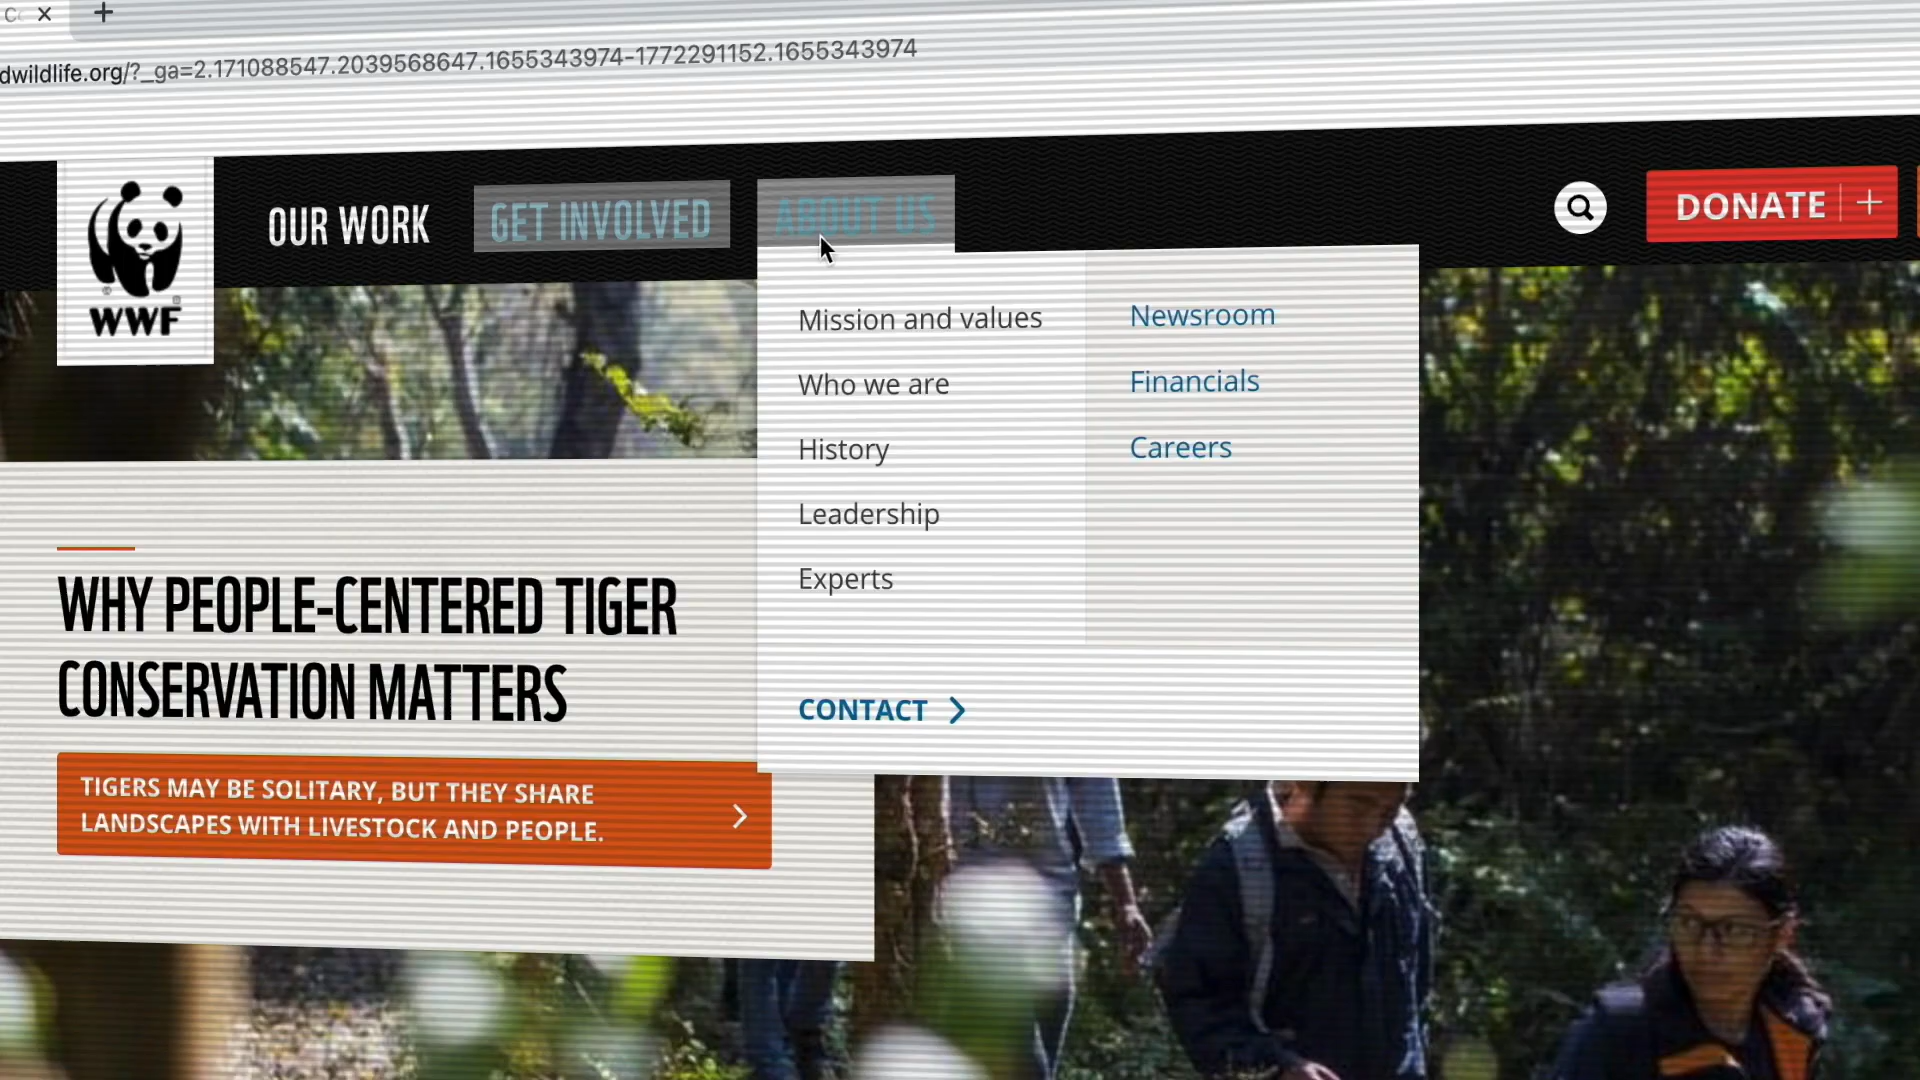 dwildlife.org/?_ga=2.171088547.2039568647.1655343974-1772291152.1655343974
WWF
OUR WORK
GET INVOLVED
ABOUT US
DONATE
Mission and values
Who we are
History
Leadership
Experts
Newsroom
Financials
Careers
CONTACT
WHY PEOPLE-CENTERED TIGER
CONSERVATION MATTERS
TIGERS MAY BE SOLITARY, BUT THEY SHARE
LANDSCAPES WITH LIVESTOCK AND PEOPLE.